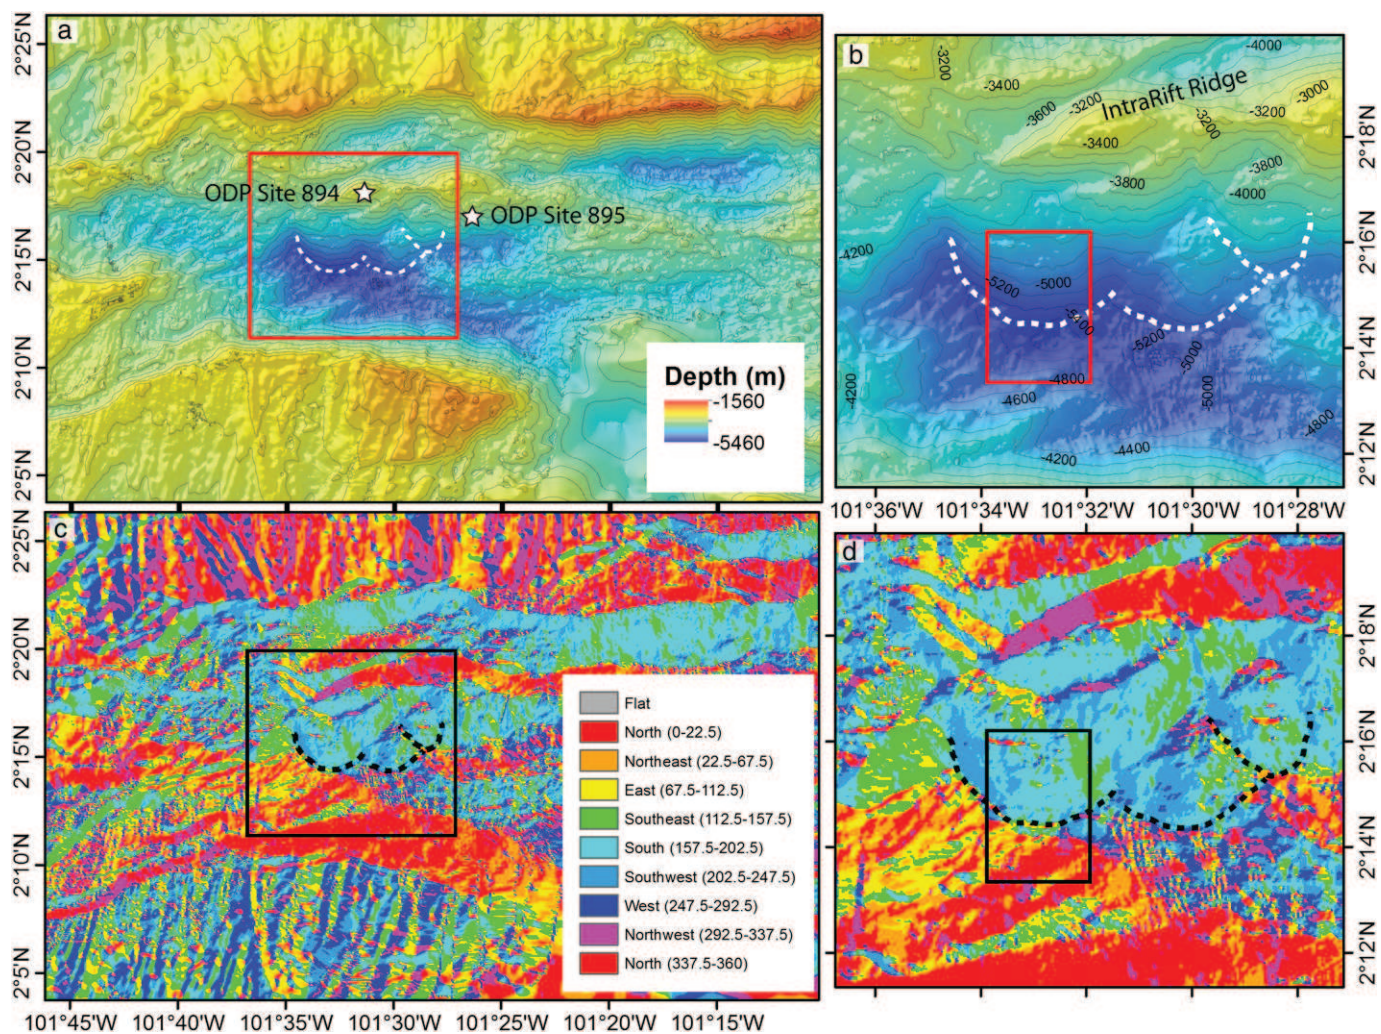 a
2°25'N
2°20'N
2°15'N
2°10'N
2°5'N
ODP Site 894
ODP Site 895
Depth (m)
-1560
-5460
b
-3200
-3400
-3600
-3200
-3400
IntraRift Ridge
-4000
-3200
-3200
-3000
-3800
-3800
-4000
-4200
-5200
-5000
-5400
-5200
-5000
-5000
-4800
-4600
-4200
-4200
-4400
-4800
2°18'N
2°16'N
2°14'N
2°12'N
101°36'W 101°34'W 101°32'W 101°30'W 101°28'W
c
2°25'N
2°20'N
2°15'N
2°10'N
2°5'N
Flat
North (0-22.5)
Northeast (22.5-67.5)
East (67.5-112.5)
Southeast (112.5-157.5)
South (157.5-202.5)
Southwest (202.5-247.5)
West (247.5-292.5)
Northwest (292.5-337.5)
North (337.5-360)
101°45'W 101°40'W 101°35'W 101°30'W 101°25'W 101°20'W 101°15'W
d
2°18'N
2°16'N
2°14'N
2°12'N